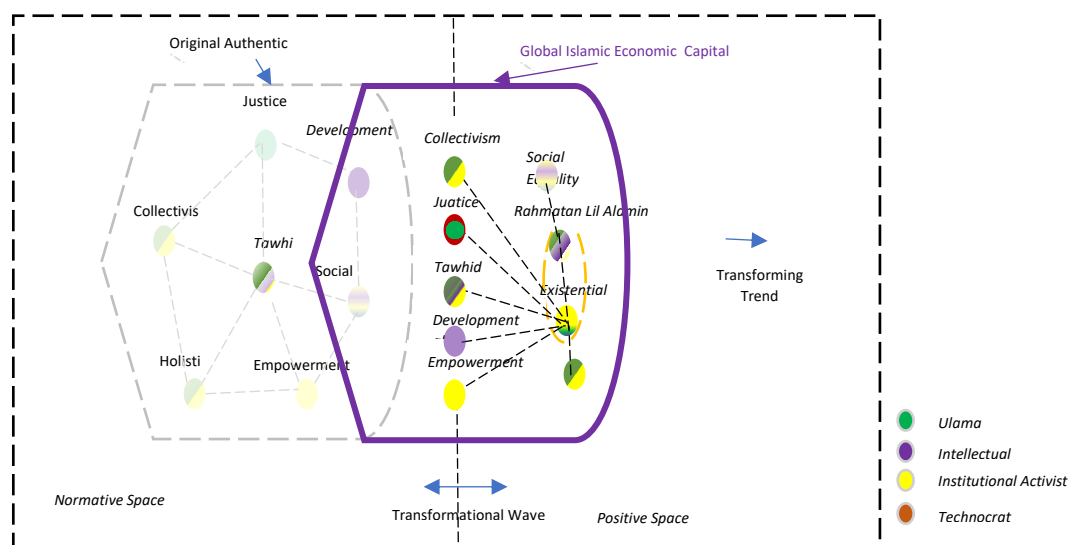 Original Authentic
Global Islamic Economic Capital
Justice
Development
Collectivism
Social
Equality
Collectivis
Juatice
Rahmatan Lil Alamin
Tawhi
Tawhid
Social
Existential
Transforming
Trend
Development
Holisti
Empowerment
Empowerment
Ulama
Intellectual
Institutional Activist
Technocrat
Normative Space
Transformational Wave
Positive Space